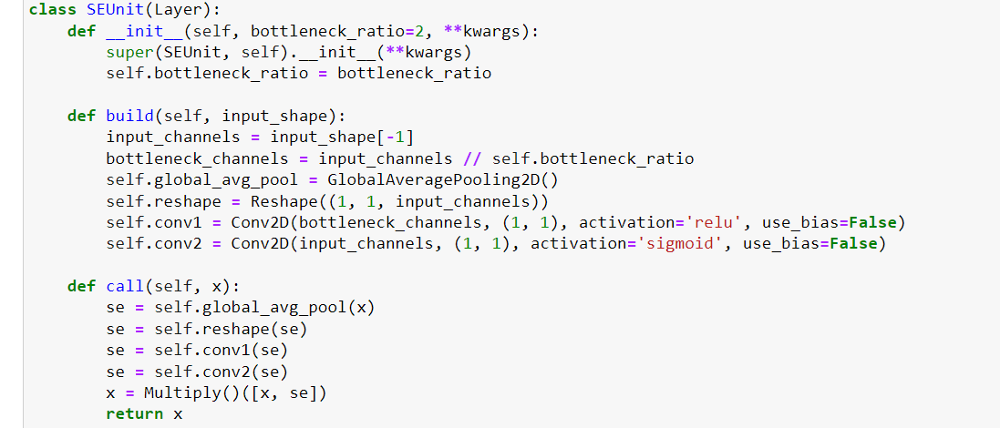 class SEUnit(Layer):
    def __init__(self, bottleneck_ratio=2, **kwargs):
        super(SEUnit, self).__init__(**kwargs)
        self.bottleneck_ratio = bottleneck_ratio

    def build(self, input_shape):
        input_channels = input_shape[-1]
        bottleneck_channels = input_channels // self.bottleneck_ratio
        self.global_avg_pool = GlobalAveragePooling2D()
        self.reshape = Reshape((1, 1, input_channels))
        self.conv1 = Conv2D(bottleneck_channels, (1, 1), activation='relu', use_bias=False)
        self.conv2 = Conv2D(input_channels, (1, 1), activation='sigmoid', use_bias=False)

    def call(self, x):
        se = self.global_avg_pool(x)
        se = self.reshape(se)
        se = self.conv1(se)
        se = self.conv2(se)
        x = Multiply()([x, se])
        return x